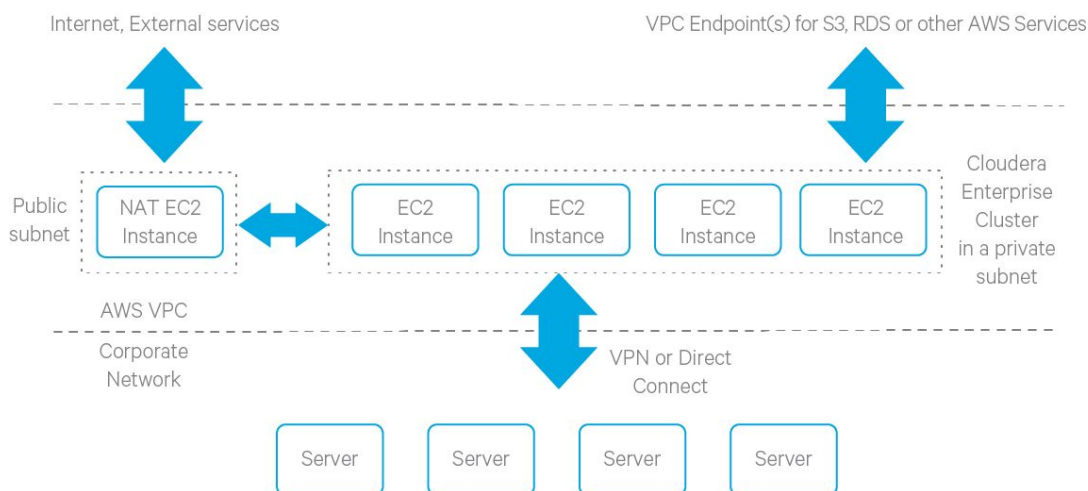 Internet, External services
VPC Endpoint(s) for S3, RDS or other AWS Services
Public
subnet
NAT EC2
Instance
EC2
Instance
EC2
Instance
EC2
Instance
EC2
Instance
Cloudera
Enterprise
Cluster
in a private
subnet
AWS VPC
Corporate
Network
VPN or Direct
Connect
Server
Server
Server
Server